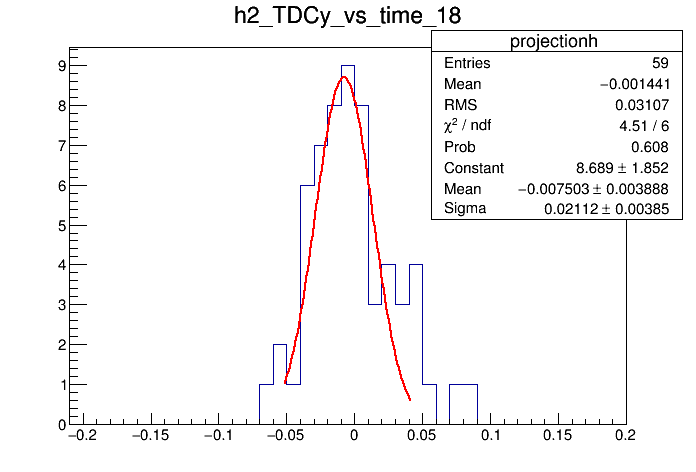 h2_TDCy_vs_time_18
projectionh
Entries 59
Mean −0.001441
RMS 0.03107
χ² / ndf 4.51 / 6
Prob 0.608
Constant 8.689 ± 1.852
Mean −0.007503 ± 0.003888
Sigma 0.02112 ± 0.00385
9
8
7
6
5
4
3
2
1
0
−0.2 −0.15 −0.1 −0.05 0 0.05 0.1 0.15 0.2